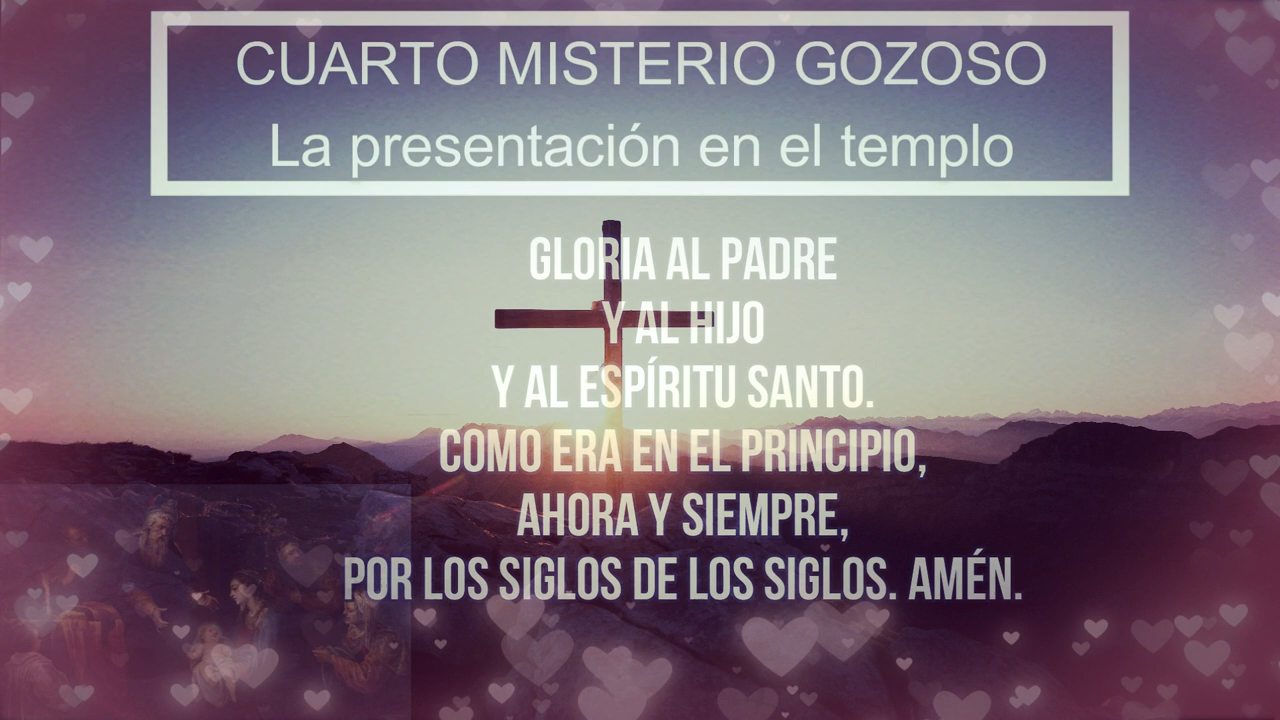 CUARTO MISTERIO GOZOSO
La presentación en el templo
GLORIA AL PADRE
Y AL HIJO
Y AL ESPÍRITU SANTO.
COMO ERA EN EL PRINCIPIO,
AHORA Y SIEMPRE,
POR LOS SIGLOS DE LOS SIGLOS. AMÉN.